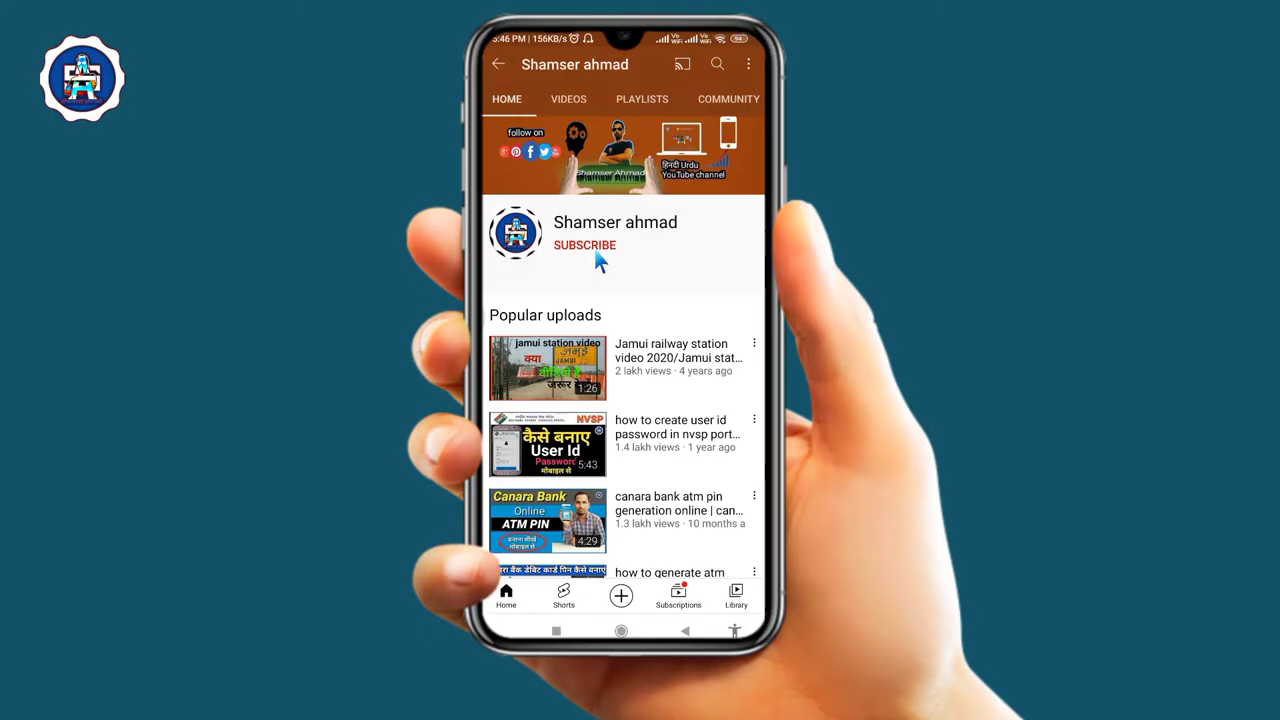 5:46 PM | 156KB/s
94
Shamser ahmad
HOME
VIDEOS
PLAYLISTS
COMMUNITY
follow on
हिनदी Urdu
YouTube channel
Shamser Ahmad
Shamser ahmad
SUBSCRIBE
Popular uploads
jamui station video
जमुई
JAMUI
क्या
जरूर
1:26
Jamui railway station
video 2020/Jamui stat...
2 lakh views · 4 years ago
NVSP
कैसे बनाए
User Id
Password
मोबाइल से
5:43
how to create user id
password in nvsp port...
1.4 lakh views · 1 year ago
Canara Bank
Online
ATM PIN
बनाना सीखें
मोबाइल से
4:29
canara bank atm pin
generation online | can...
1.3 lakh views · 10 months a
बैंक डेबिट कार्ड पिन कैसे बनाएं
how to generate atm
Home
Shorts
Subscriptions
Library